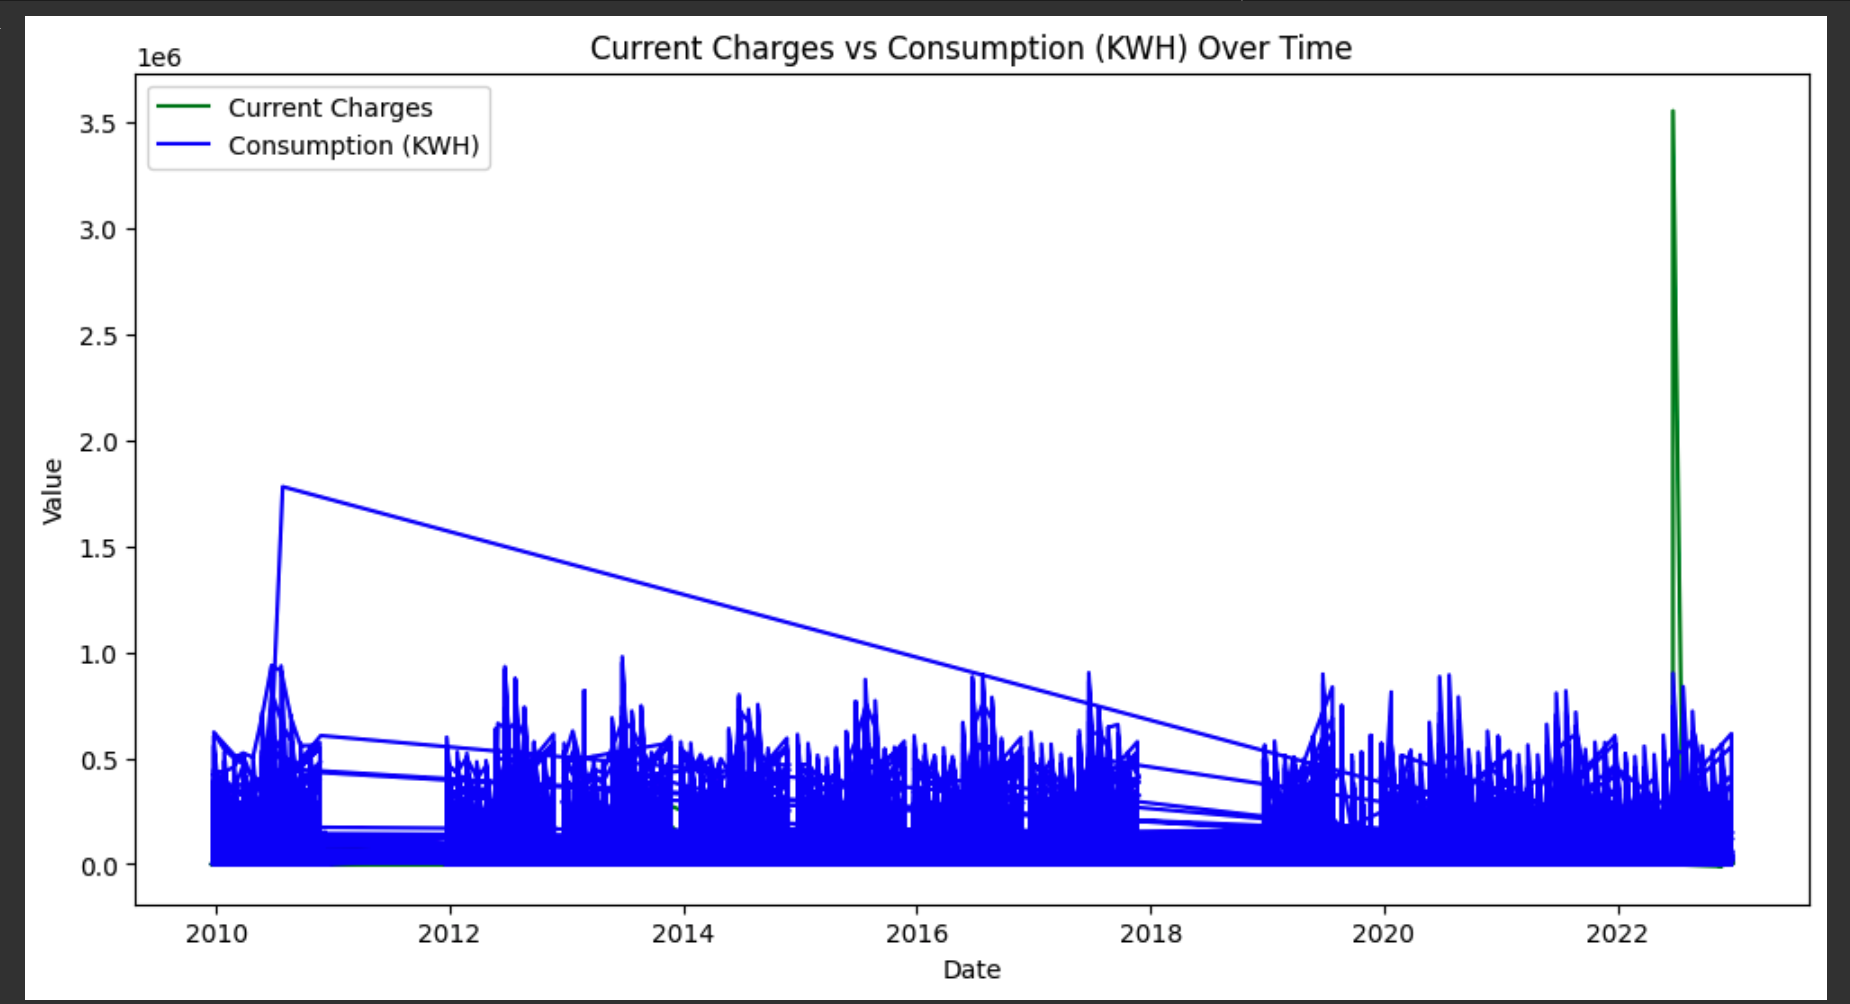 Current Charges vs Consumption (KWH) Over Time
1e6
Current Charges
Consumption (KWH)
3.5
3.0
2.5
2.0
1.5
1.0
0.5
0.0
Value
2010 2012 2014 2016 2018 2020 2022
Date